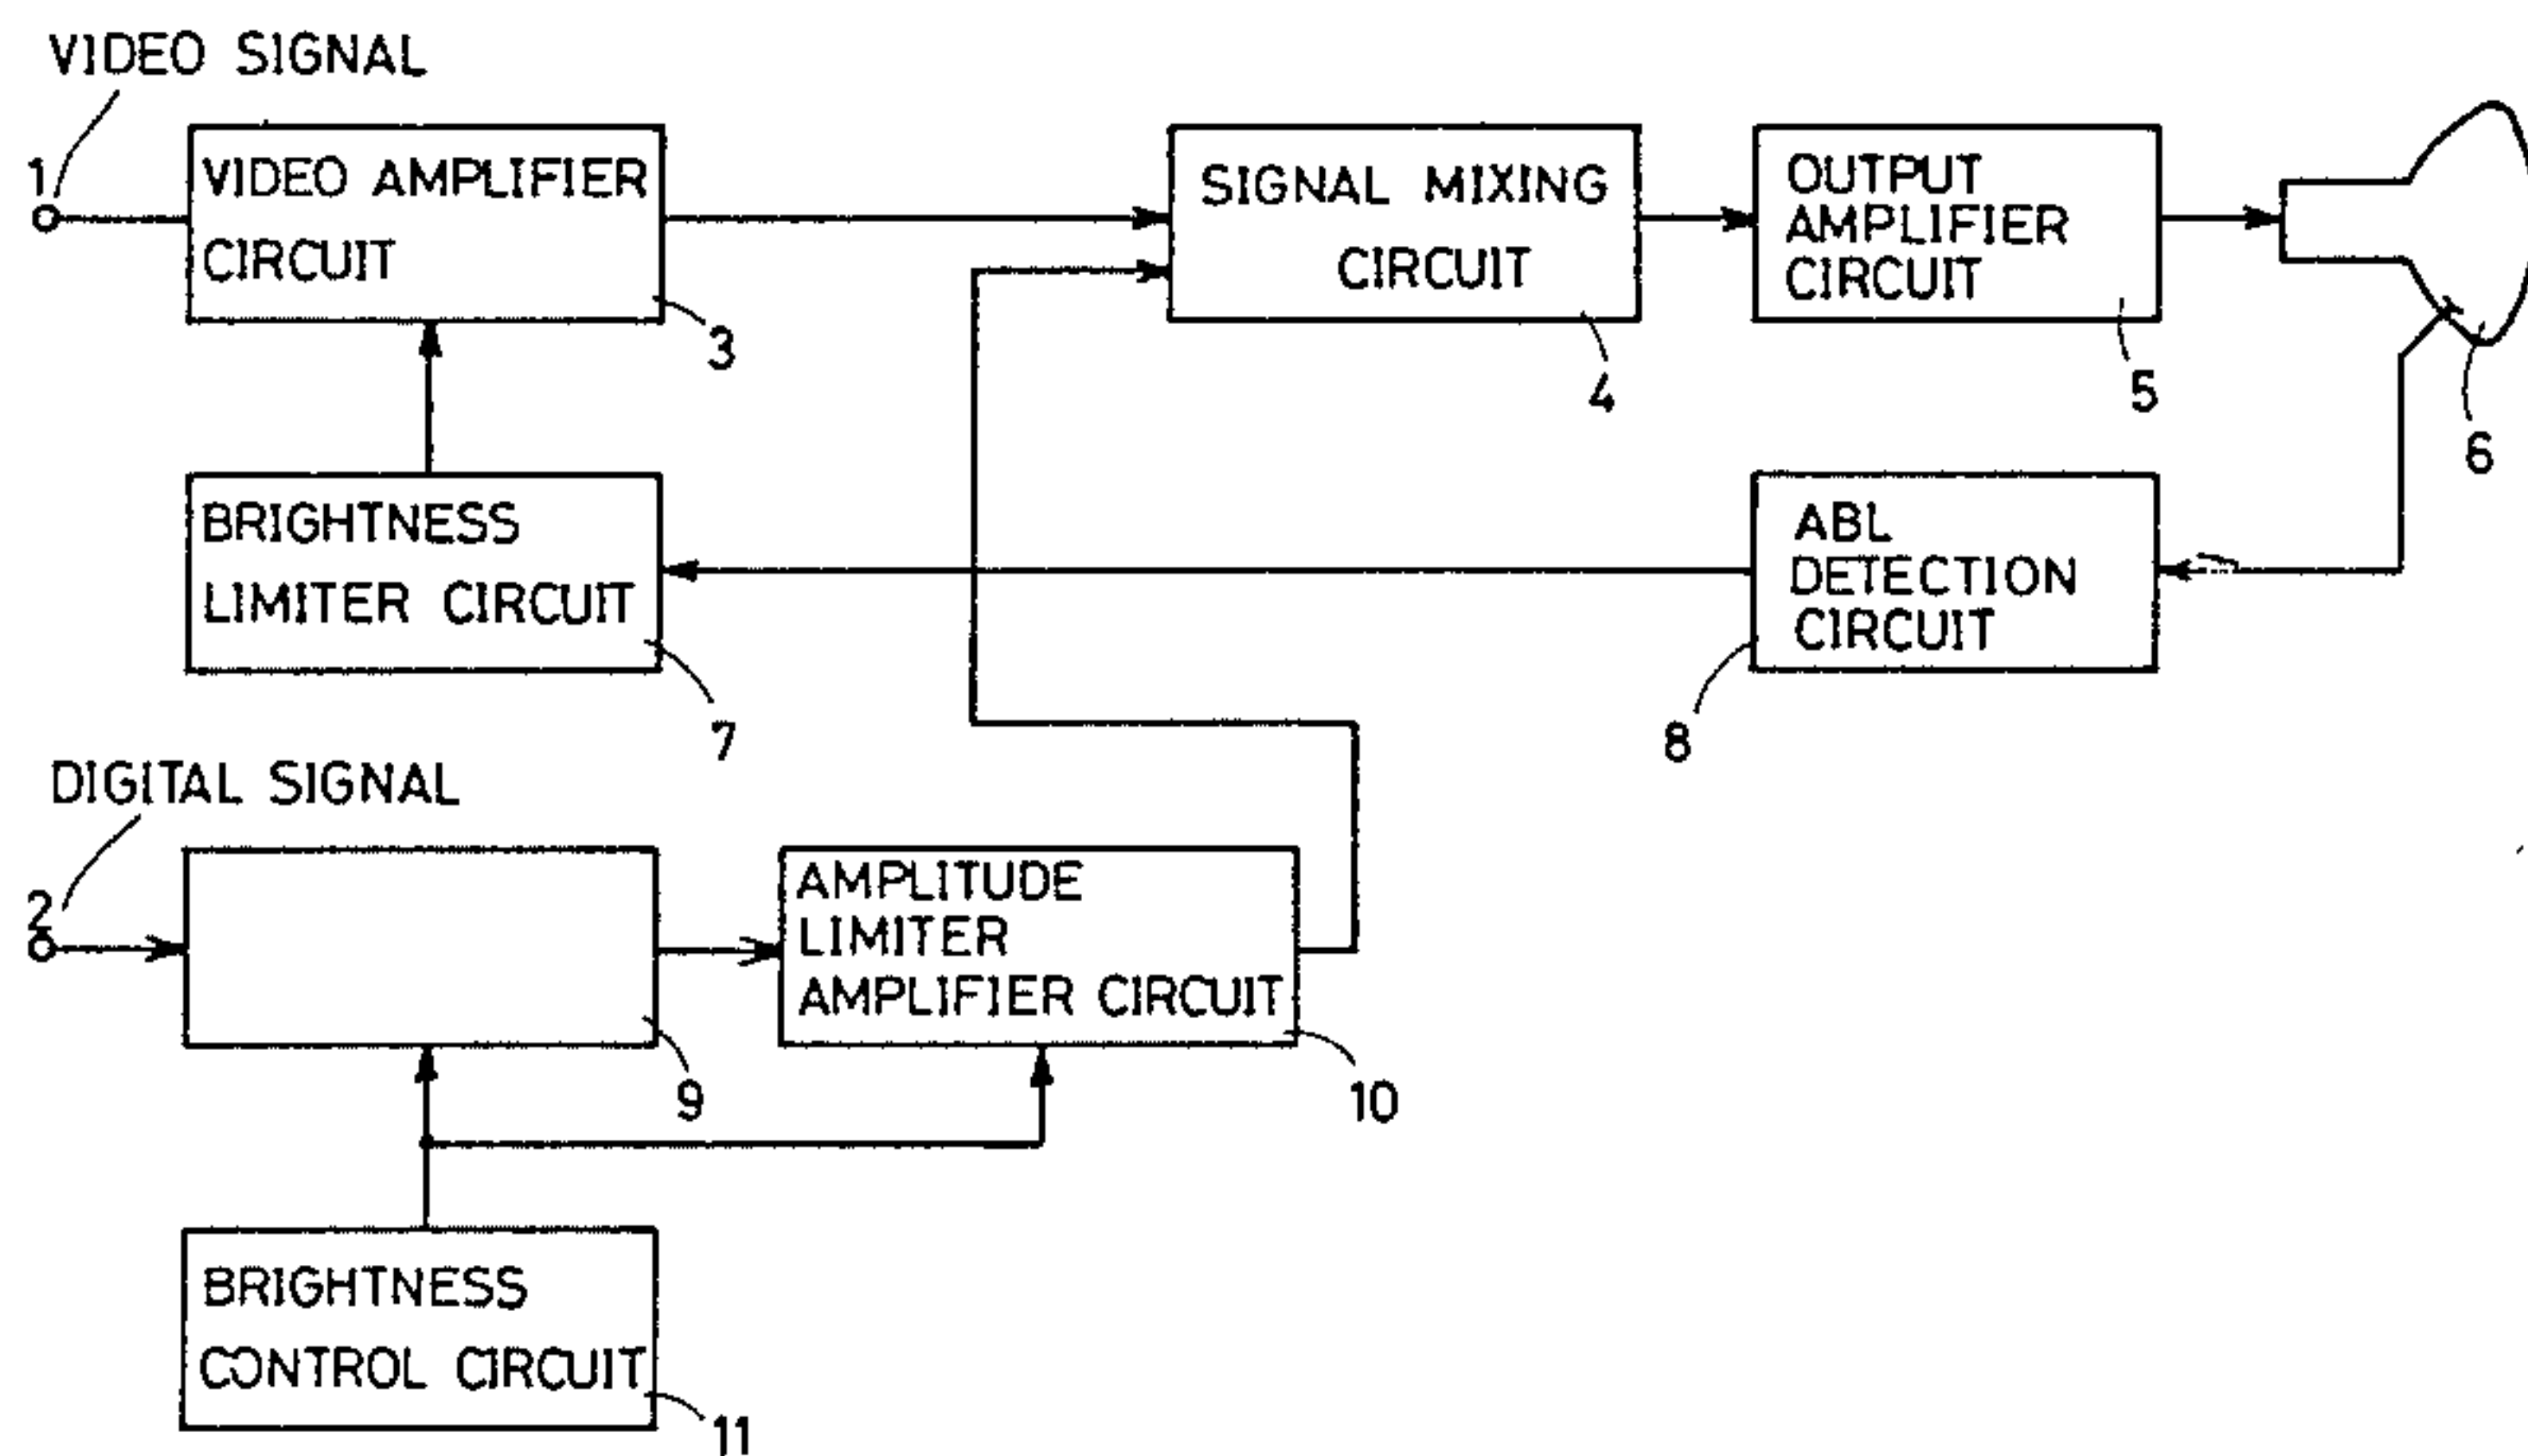 VIDEO SIGNAL
1
VIDEO AMPLIFIER
CIRCUIT
3
SIGNAL MIXING
CIRCUIT
4
OUTPUT
AMPLIFIER
CIRCUIT
5
6
BRIGHTNESS
LIMITER CIRCUIT
7
ABL
DETECTION
CIRCUIT
8
DIGITAL SIGNAL
2
9
AMPLITUDE
LIMITER
AMPLIFIER CIRCUIT
10
BRIGHTNESS
CONTROL CIRCUIT
11